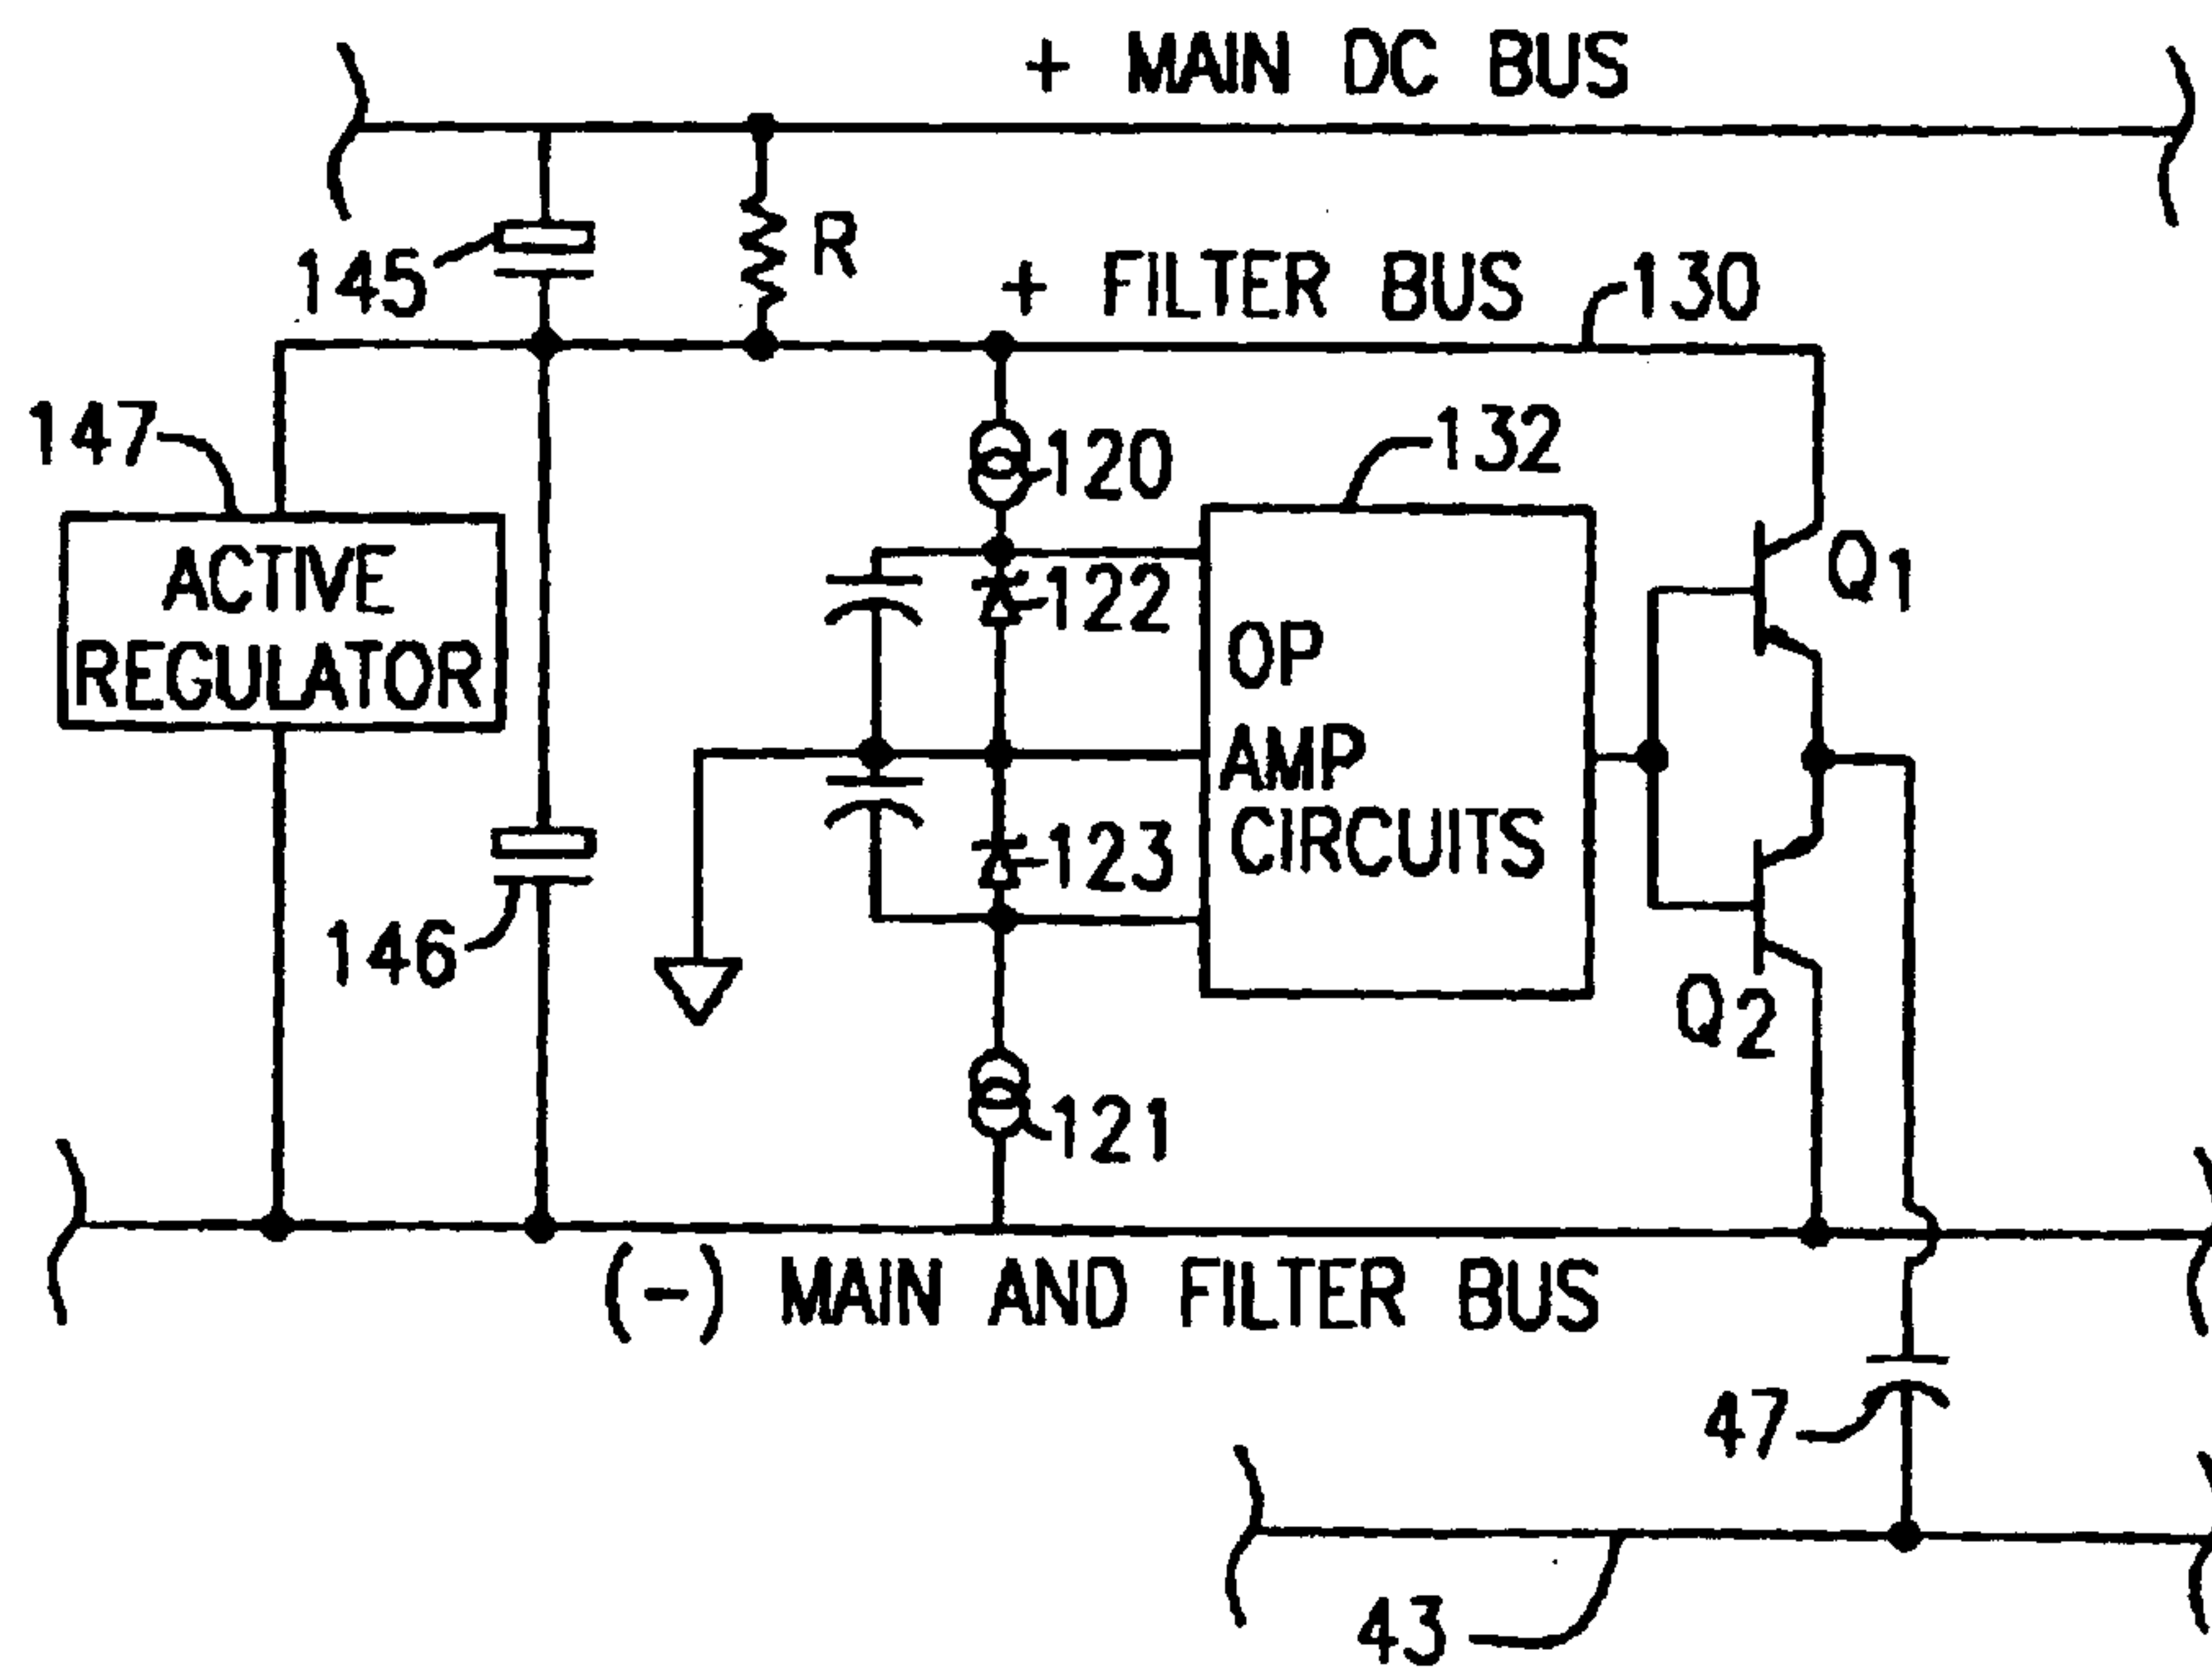 + MAIN DC BUS
145
R
+ FILTER BUS
130
147
120
132
ACTIVE
REGULATOR
122
Q1
OP
AMP
CIRCUITS
123
146
Q2
121
(-) MAIN AND FILTER BUS
47
43